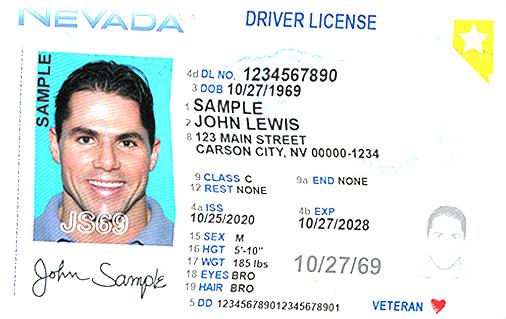 NEVADA DRIVER LICENSE
SAMPLE
4d DL NO. 1234567890
3 DOB 10/27/1969
1 SAMPLE
2 JOHN LEWIS
8 123 MAIN STREET
CARSON CITY, NV 00000-1234
9 CLASS C 9a END NONE
12 REST NONE
4a ISS 4b EXP
10/25/2020 10/27/2028
15 SEX M
16 HGT 5'-10"
17 WGT 185 lbs 10/27/69
18 EYES BRO
19 HAIR BRO
5 DD 12345678901234578901
VETERAN
JS69
John Sample